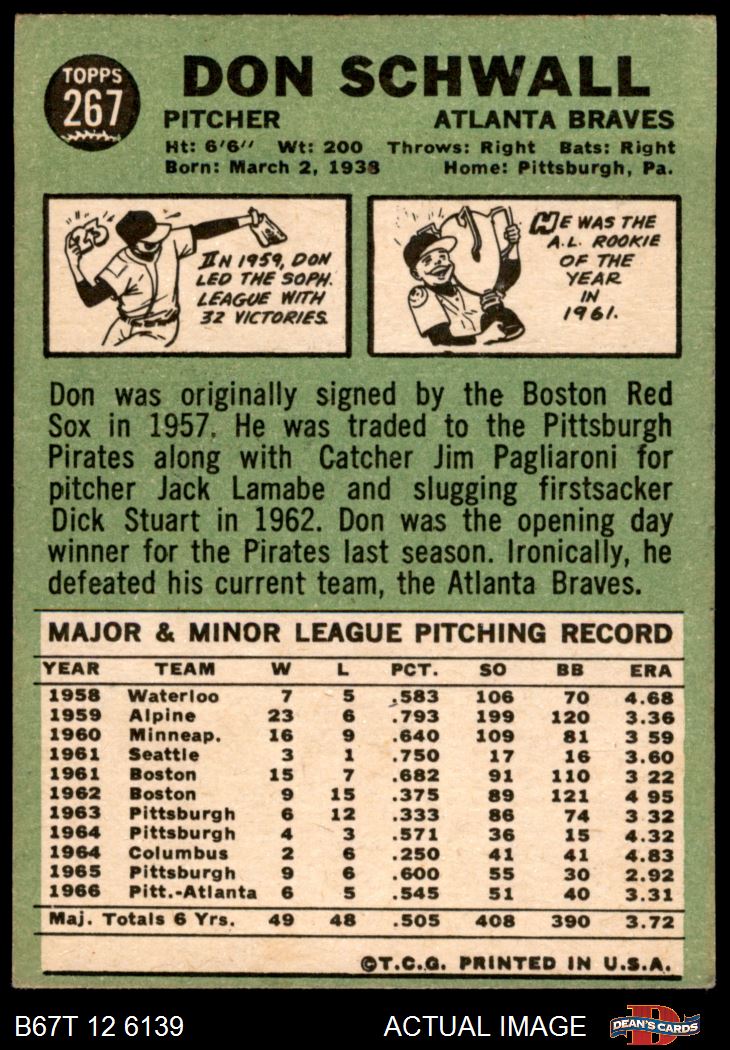 TOPPS
267
DON SCHWALL
PITCHER ATLANTA BRAVES
Ht: 6'6" Wt: 200 Throws: Right Bats: Right
Born: March 2, 1938 Home: Pittsburgh, Pa.
23
IN 1959, DON
LED THE SOPH.
LEAGUE WITH
32 VICTORIES.
HE WAS THE
A.L. ROOKIE
OF THE
YEAR
IN
1961.
Don was originally signed by the Boston Red
Sox in 1957. He was traded to the Pittsburgh
Pirates along with Catcher Jim Pagliaroni for
pitcher Jack Lamabe and slugging firstsacker
Dick Stuart in 1962. Don was the opening day
winner for the Pirates last season. Ironically, he
defeated his current team, the Atlanta Braves.
MAJOR & MINOR LEAGUE PITCHING RECORD
YEAR TEAM W L PCT. SO BB ERA
1958 Waterloo 7 5 .583 106 70 4.68
1959 Alpine 23 6 .793 199 120 3.36
1960 Minneap. 16 9 .640 109 81 3 59
1961 Seattle 3 1 .750 17 16 3.60
1961 Boston 15 7 .682 91 110 3 22
1962 Boston 9 15 .375 89 121 4 95
1963 Pittsburgh 6 12 .333 86 74 3 32
1964 Pittsburgh 4 3 .571 36 15 4.32
1964 Columbus 2 6 .250 41 41 4.83
1965 Pittsburgh 9 6 .600 55 30 2.92
1966 Pitt.-Atlanta 6 5 .545 51 40 3.31
Maj. Totals 6 Yrs. 49 48 .505 408 390 3.72
©T.C.G. PRINTED IN U.S.A.
B67T 12 6139 ACTUAL IMAGE D DEAN'S CARDS